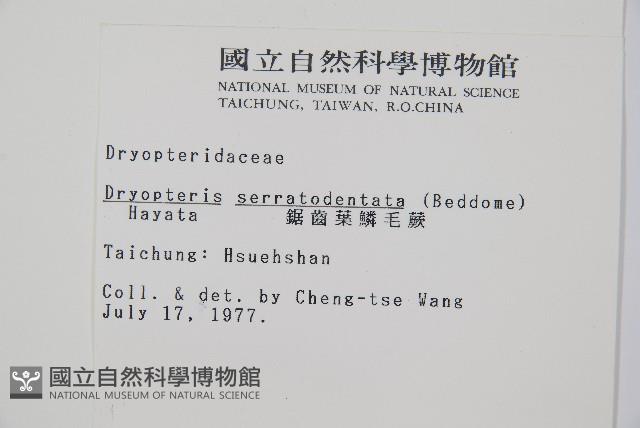 國立自然科學博物館
NATIONAL MUSEUM OF NATURAL SCIENCE
TAICHUNG, TAIWAN, R.O.CHINA
Dryopteridaceae
Dryopteris serratodentata (Beddome)
Hayata 鋸齒葉鱗毛蕨
Taichung: Hsuehshan
Coll. & det. by Cheng-tse Wang
July 17, 1977.
國立自然科學博物館
NATIONAL MUSEUM OF NATURAL SCIENCE